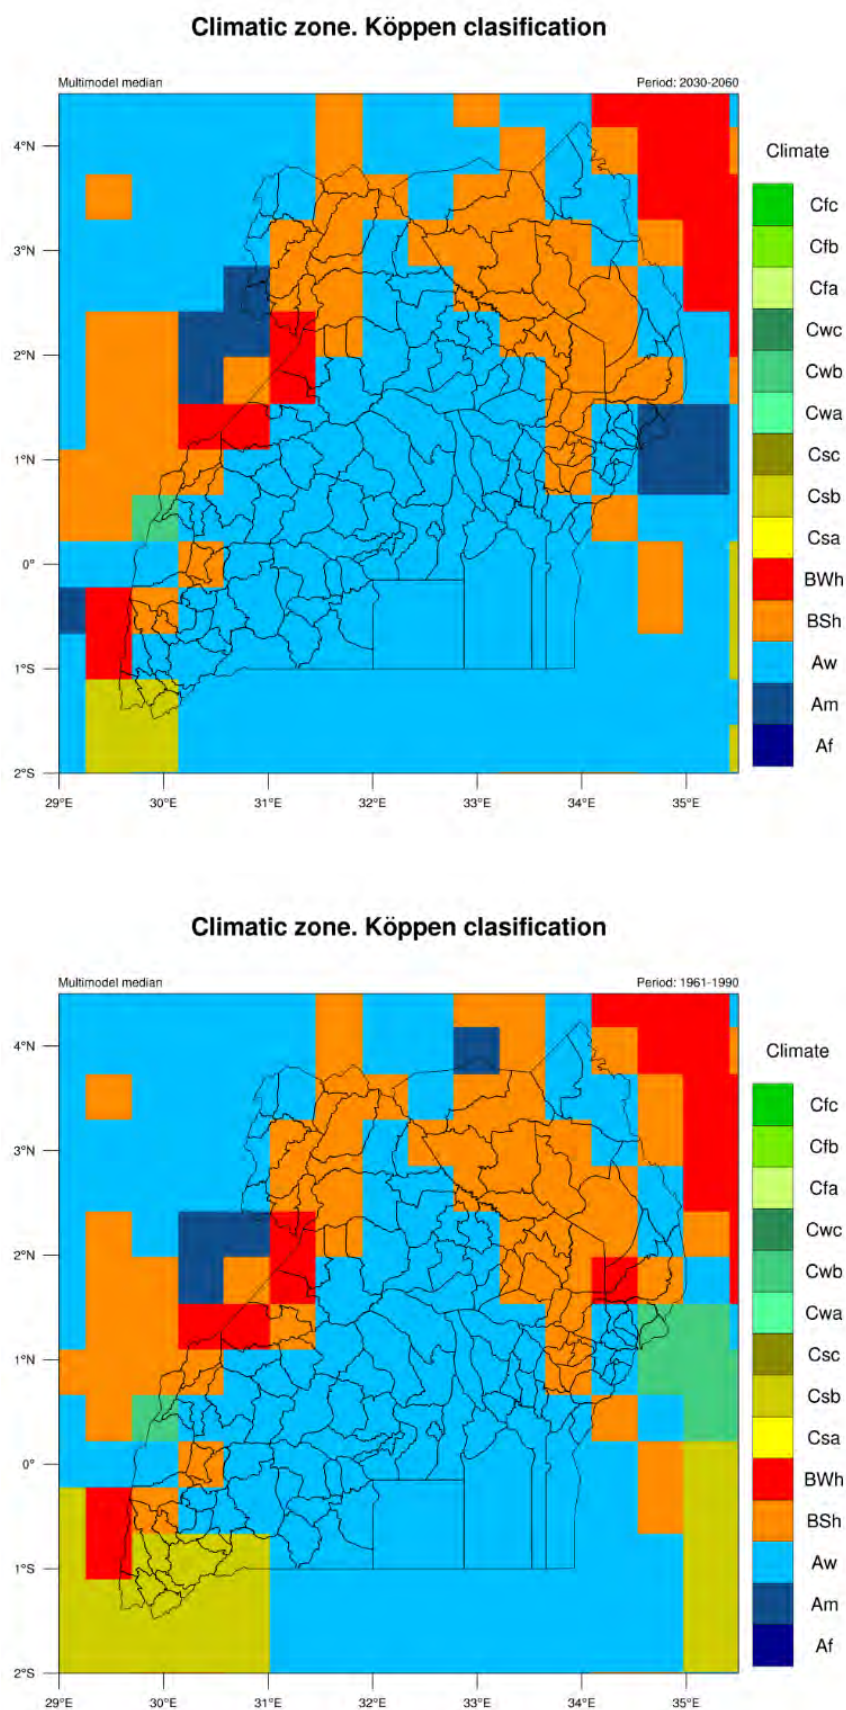 Climatic zone. Köppen clasification
Multimodel median Period: 2030-2060
Climate
4°N
Cfc
Cfb
3°N
Cfa
Cwc
2°N
Cwb
Cwa
1°N
Csc
Csb
Csa
0°
BWh
BSh
1°S
Aw
Am
Af
2°S
29°E 30°E 31°E 32°E 33°E 34°E 35°E
Climatic zone. Köppen clasification
Multimodel median Period: 1961-1990
4°N
Climate
Cfc
Cfb
3°N
Cfa
Cwc
2°N
Cwb
Cwa
1°N
Csc
Csb
Csa
0°
BWh
BSh
1°S
Aw
Am
Af
2°S
29°E 30°E 31°E 32°E 33°E 34°E 35°E